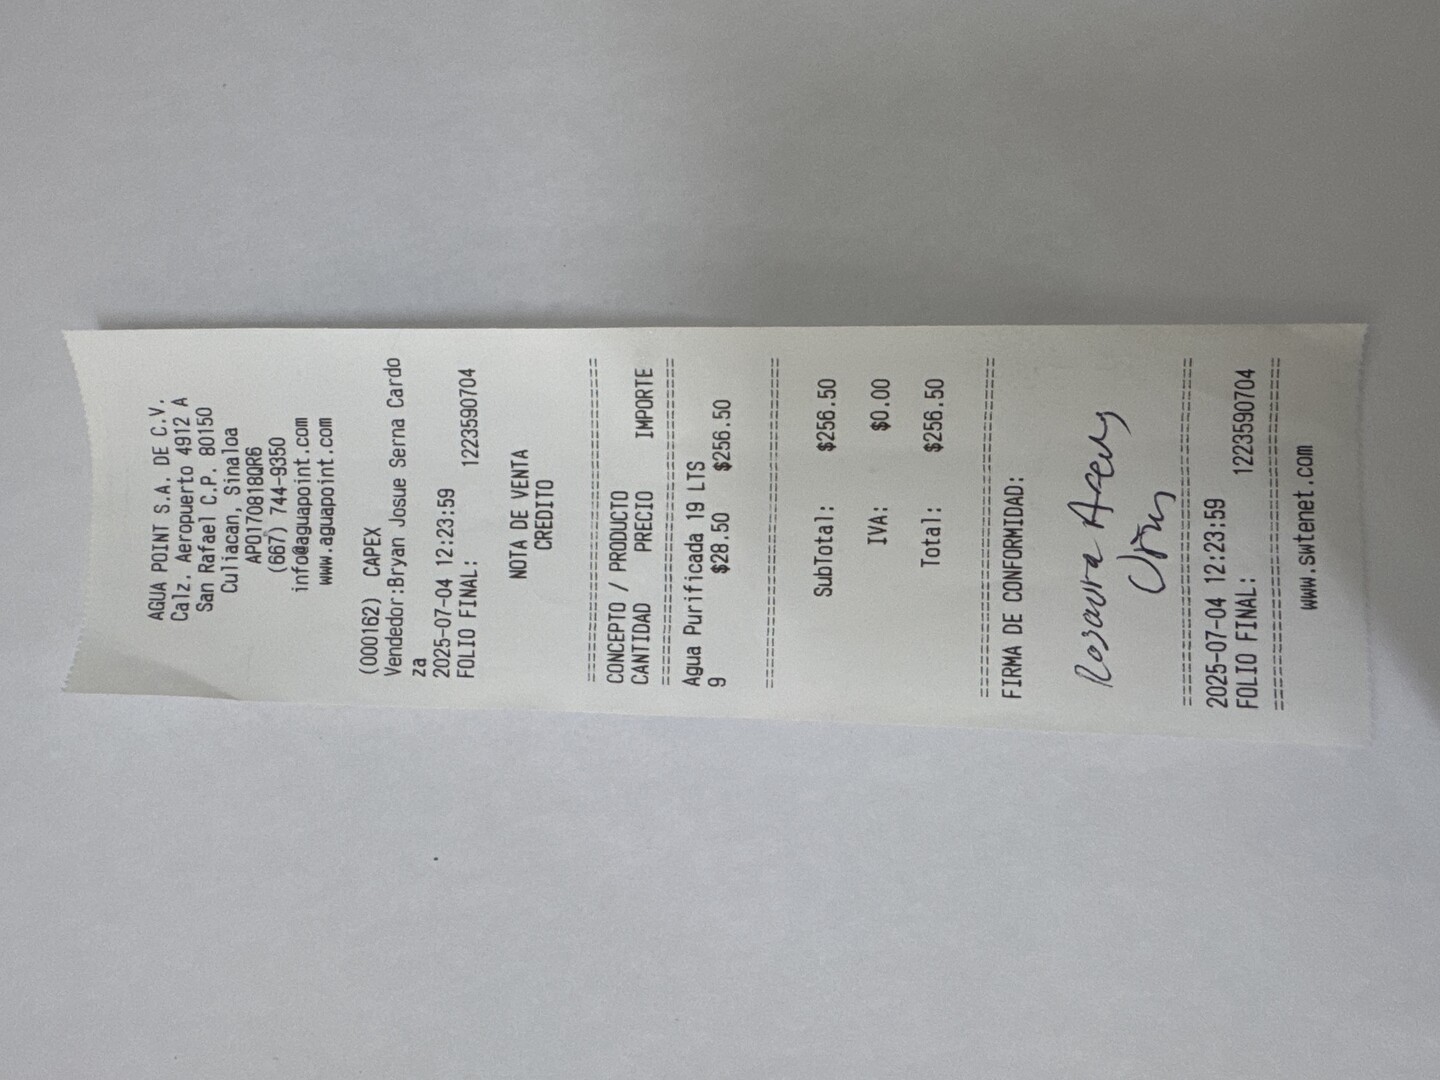 AGUA POINT S.A. DE C.V.
Calz. Aeropuerto 4912 A
San Rafael C.P. 80150
Culiacan, Sinaloa
APO170818QR6
(667) 744-9350
info@aguapoint.com
www.aguapoint.com
(000162) CAPEX
Vendedor:Bryan Josue Serna Cardo
za
2025-07-04 12:23:59
FOLIO FINAL: 1223590704
NOTA DE VENTA
CREDITO
================================
CONCEPTO / PRODUCTO
CANTIDAD PRECIO IMPORTE
================================
Agua Purificada 19 LTS
9 $28.50 $256.50
================================
SubTotal: $256.50
IVA: $0.00
Total: $256.50
================================
FIRMA DE CONFORMIDAD:
Rosaura
================================
2025-07-04 12:23:59
FOLIO FINAL: 1223590704
================================
www.swtenet.com